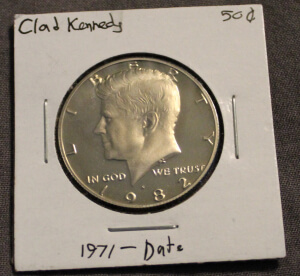 Clad Kennedy 50¢
LIBERTY
IN GOD WE TRUST
1982
1971 – Date